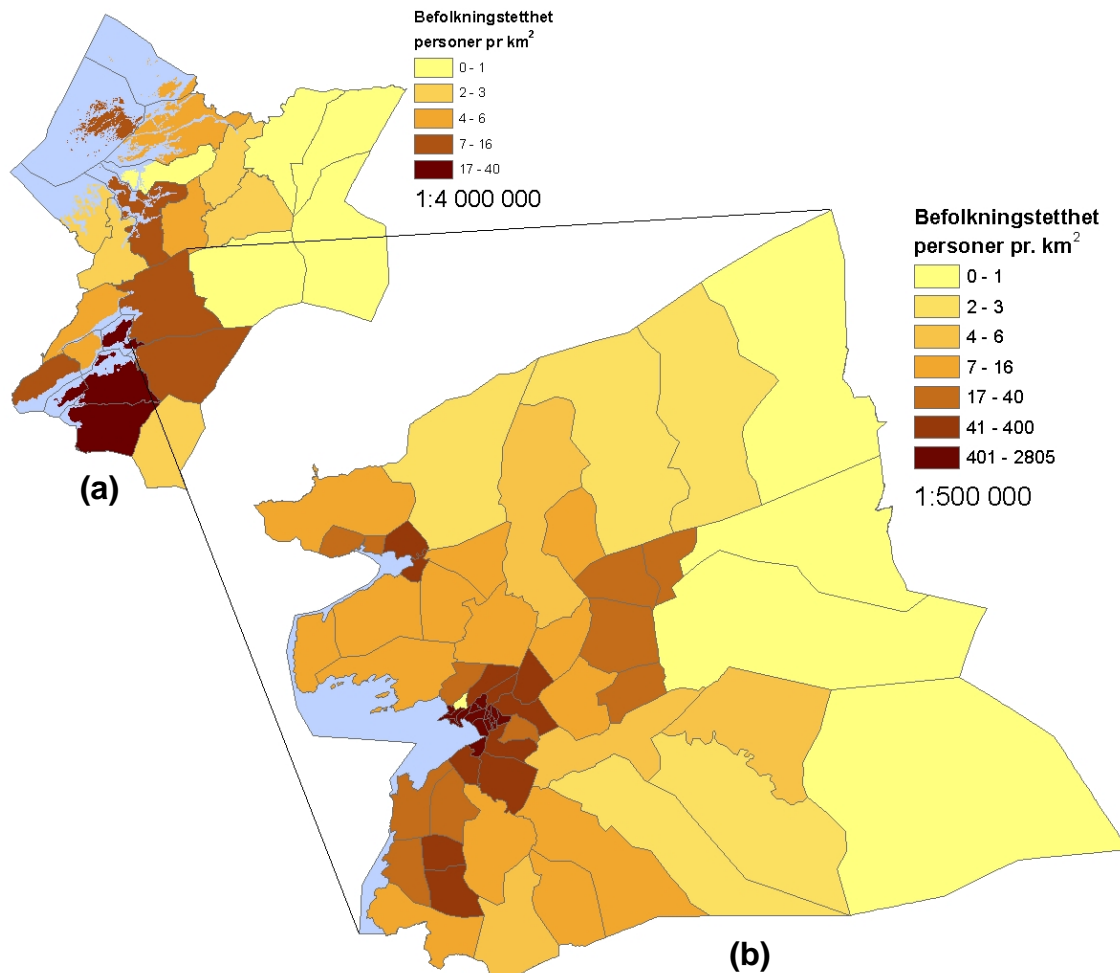 Befolkningstetthet
personer pr km²
0 - 1
2 - 3
4 - 6
7 - 16
17 - 40
1:4 000 000
(a)
Befolkningstetthet
personer pr. km²
0 - 1
2 - 3
4 - 6
7 - 16
17 - 40
41 - 400
401 - 2805
1:500 000
(b)